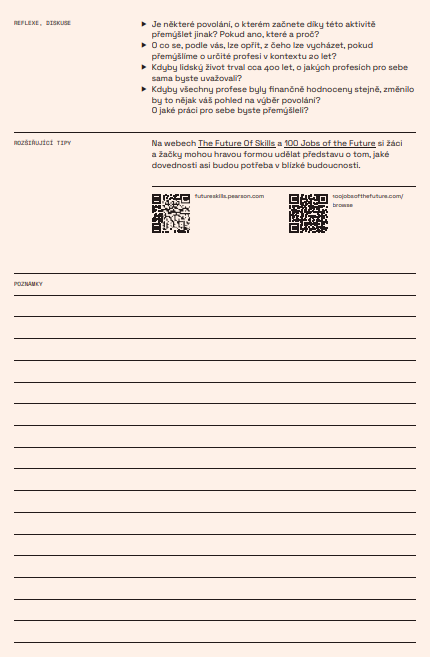 REFLEXE, DISKUSE
▶ Je některé povolání, o kterém začnete díky této aktivitě
přemýšlet jinak? Pokud ano, které a proč?
▶ O co se, podle vás, lze opřít, z čeho lze vycházet, pokud
přemýšlíme o určité profesi v kontextu 20 let?
▶ Kdyby lidský život trval cca 400 let, o jakých profesích pro sebe
sama byste uvažovali?
▶ Kdyby všechny profese byly finančně hodnoceny stejně, změnilo
by to nějak váš pohled na výběr povolání?
O jaké práci pro sebe byste přemýšleli?
ROZŠIŘUJÍCÍ TIPY
Na webech The Future Of Skills a 100 Jobs of the Future si žáci
a žačky mohou hravou formou udělat představu o tom, jaké
dovednosti asi budou potřeba v blízké budoucnosti.
futureskills.pearson.com
100jobsofthefuture.com/
browse
POZNÁMKY